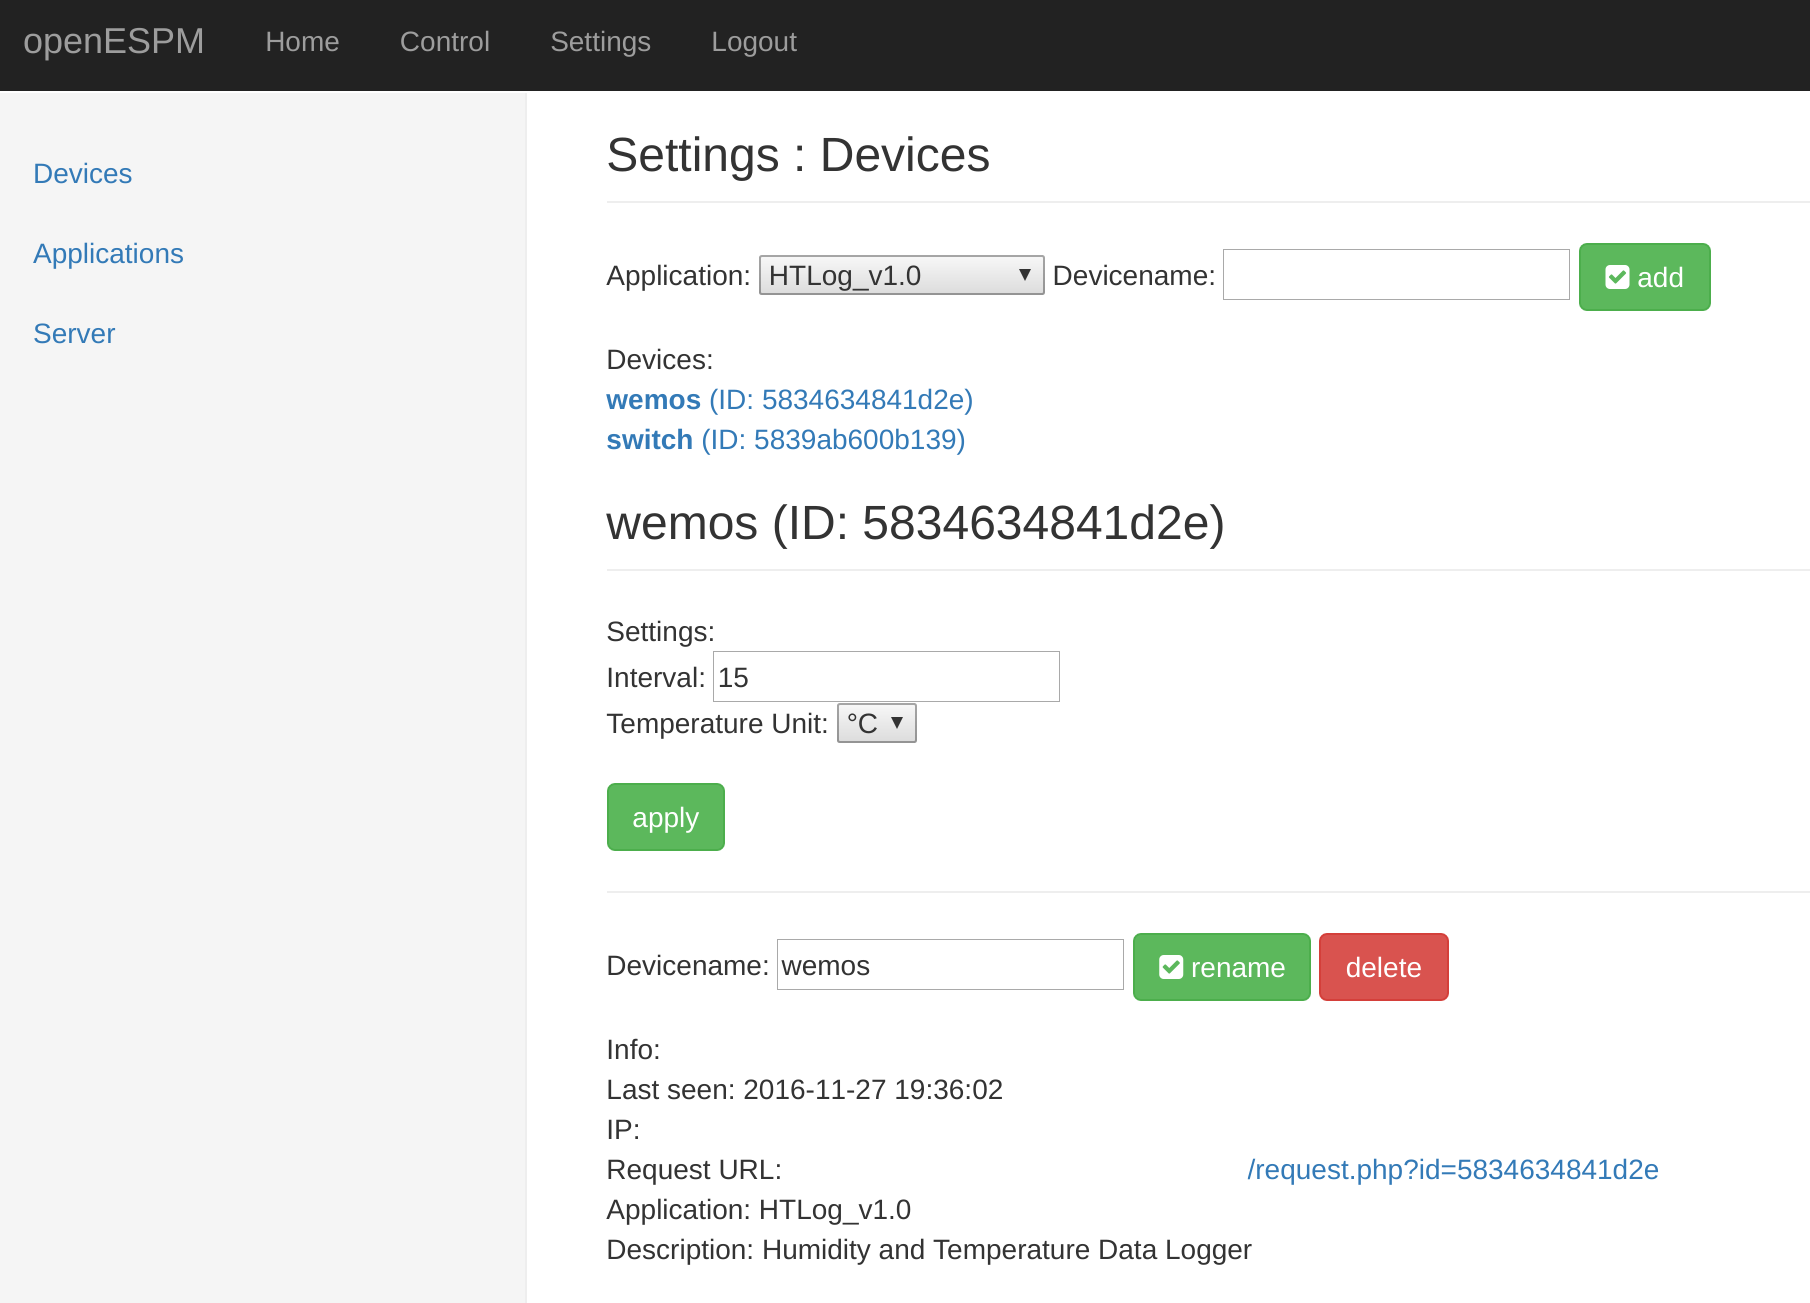 openESPM Home Control Settings Logout
Devices
Applications
Server
Settings : Devices
Application: HTLog_v1.0 Devicename: add
Devices:
wemos (ID: 5834634841d2e)
switch (ID: 5839ab600b139)
wemos (ID: 5834634841d2e)
Settings:
Interval: 15
Temperature Unit: °C
apply
Devicename: wemos rename delete
Info:
Last seen: 2016-11-27 19:36:02
IP:
Request URL: /request.php?id=5834634841d2e
Application: HTLog_v1.0
Description: Humidity and Temperature Data Logger